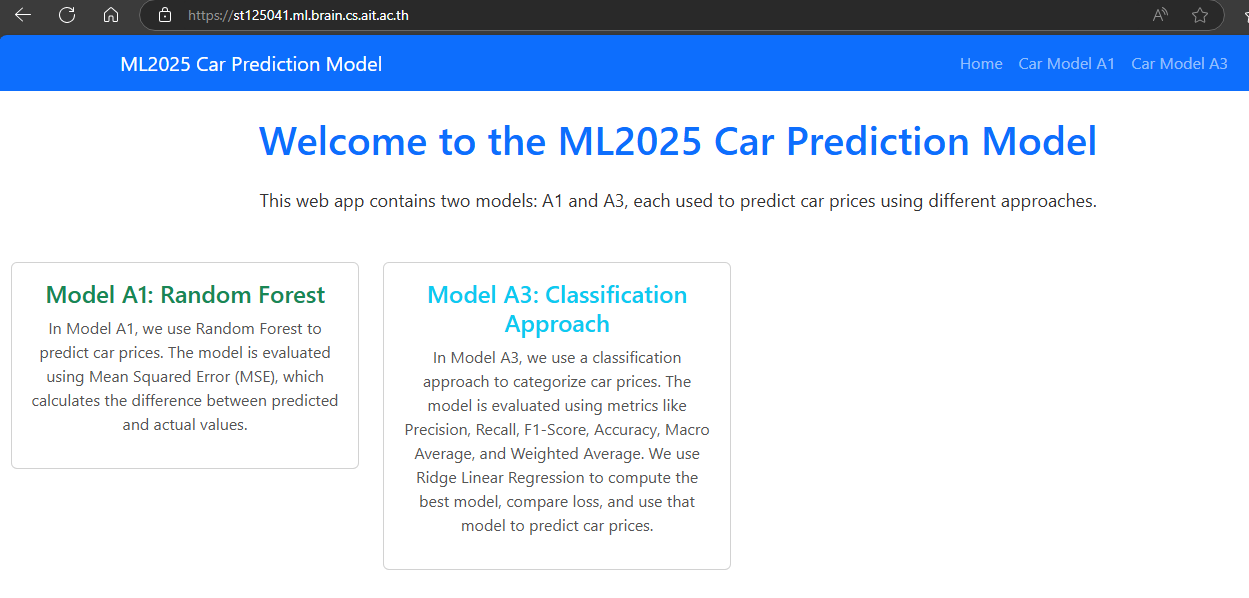 https://st125041.ml.brain.cs.ait.ac.th
ML2025 Car Prediction Model
Home Car Model A1 Car Model A3
Welcome to the ML2025 Car Prediction Model
This web app contains two models: A1 and A3, each used to predict car prices using different approaches.
Model A1: Random Forest
In Model A1, we use Random Forest to
predict car prices. The model is evaluated
using Mean Squared Error (MSE), which
calculates the difference between predicted
and actual values.
Model A3: Classification
Approach
In Model A3, we use a classification
approach to categorize car prices. The
model is evaluated using metrics like
Precision, Recall, F1-Score, Accuracy, Macro
Average, and Weighted Average. We use
Ridge Linear Regression to compute the
best model, compare loss, and use that
model to predict car prices.